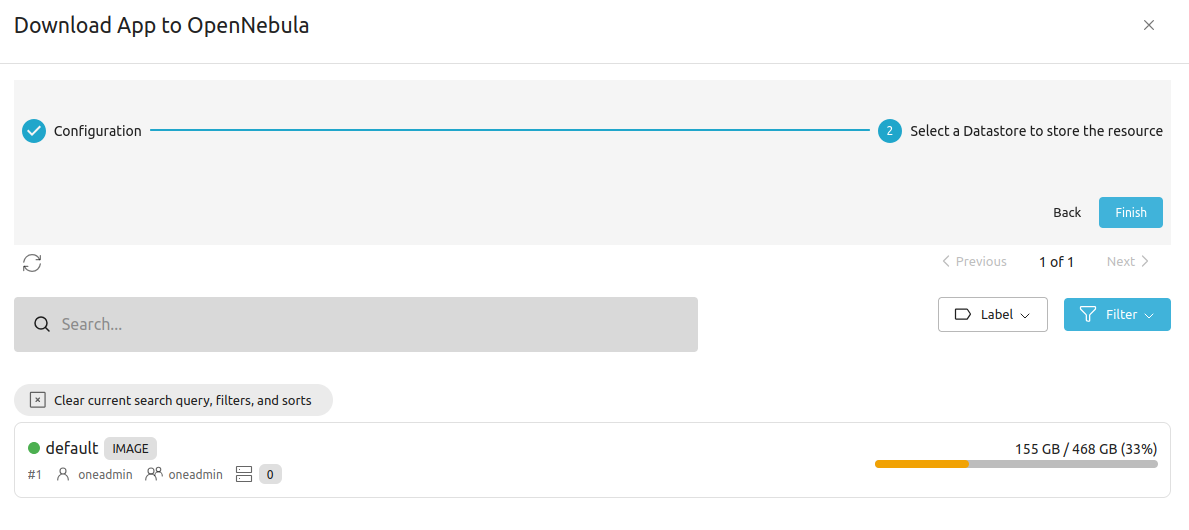 Download App to OpenNebula
Configuration
2 Select a Datastore to store the resource
Back Finish
Previous 1 of 1 Next
Search...
Label Filter
Clear current search query, filters, and sorts
default IMAGE 155 GB / 468 GB (33%)
#1 oneadmin oneadmin 0